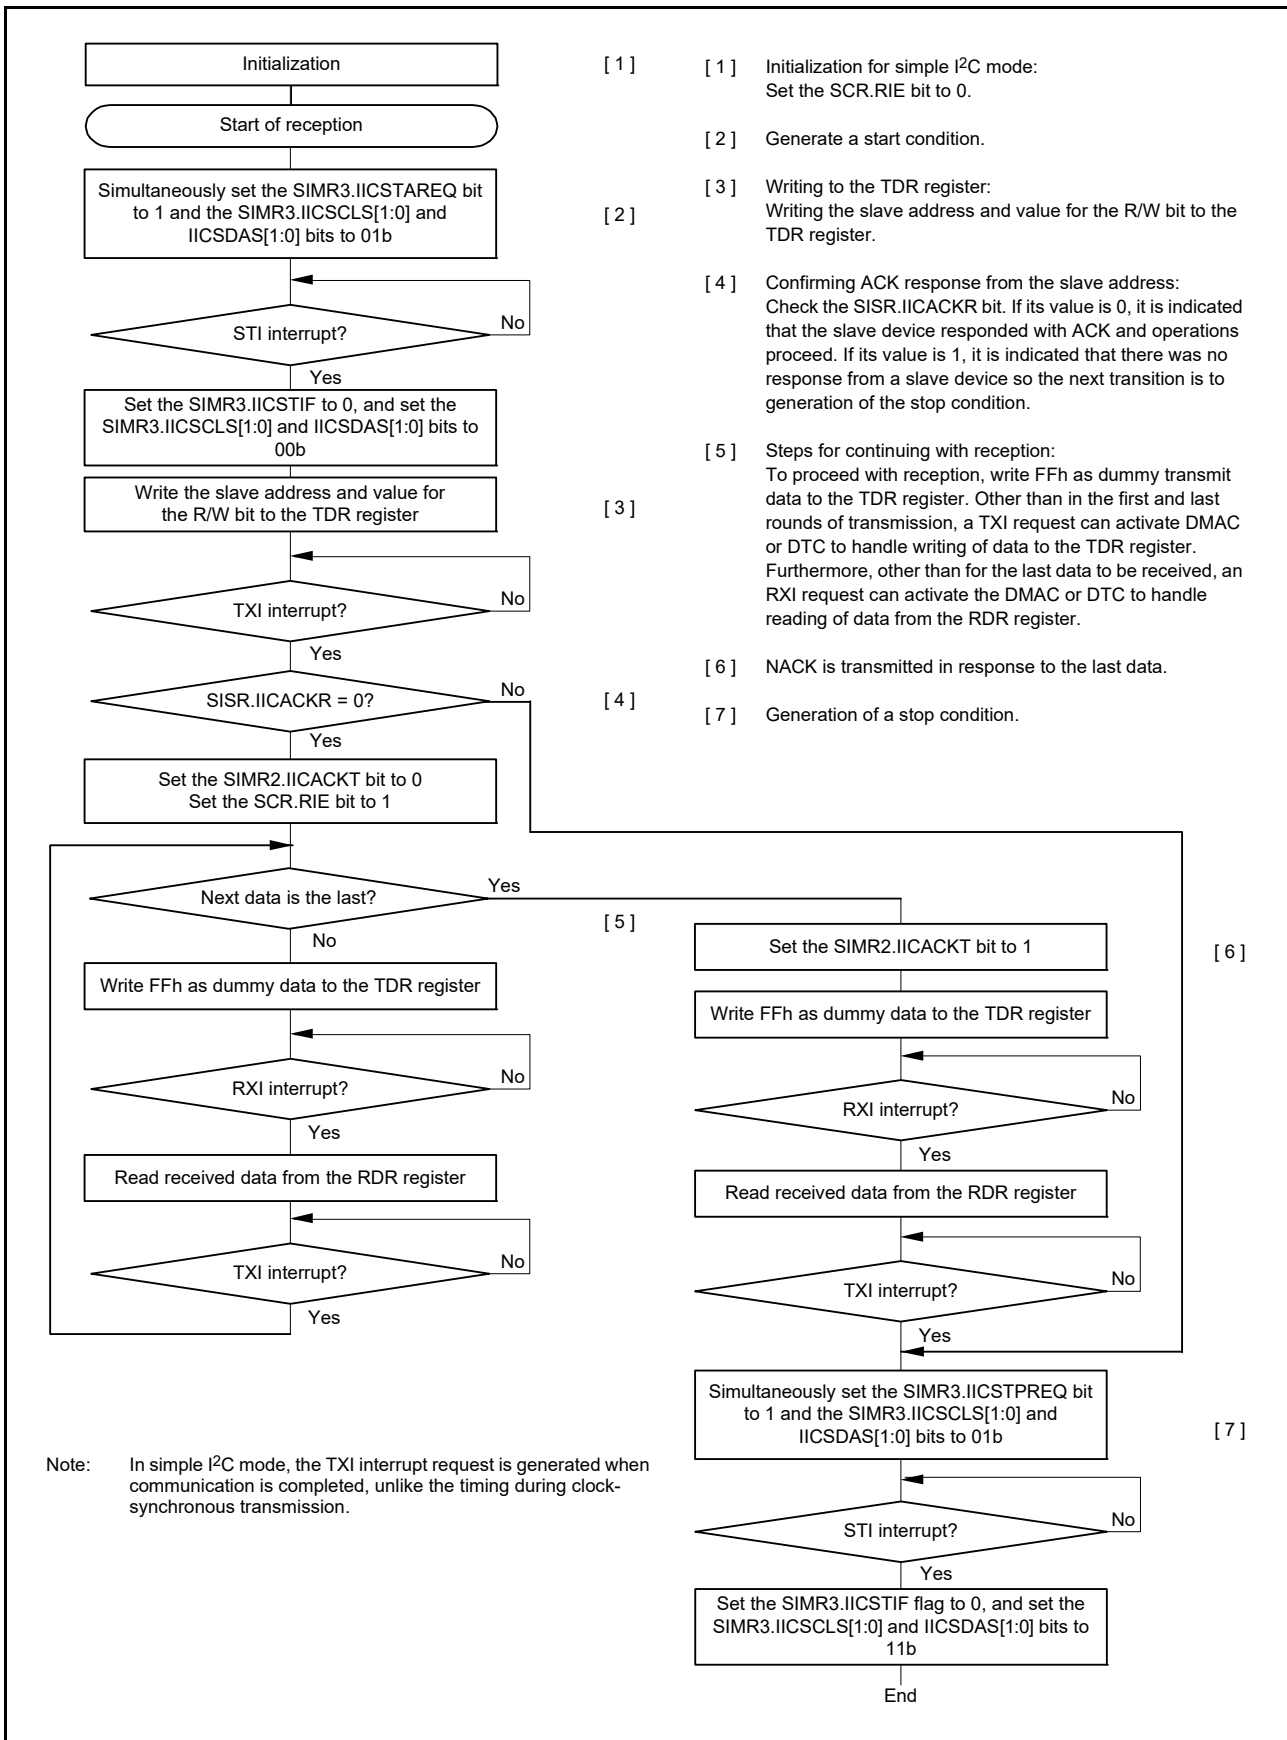 Initialization
[ 1 ]
Start of reception
Simultaneously set the SIMR3.IICSTAREQ bit
to 1 and the SIMR3.IICSCLS[1:0] and
IICSDAS[1:0] bits to 01b
[ 2 ]
STI interrupt?
No
Yes
Set the SIMR3.IICSTIF to 0, and set the
SIMR3.IICSCLS[1:0] and IICSDAS[1:0] bits to
00b
Write the slave address and value for
the R/W bit to the TDR register
[ 3 ]
TXI interrupt?
No
Yes
SISR.IICACKR = 0?
No
[ 4 ]
Yes
Set the SIMR2.IICACKT bit to 0
Set the SCR.RIE bit to 1
Next data is the last?
Yes
[ 5 ]
No
Write FFh as dummy data to the TDR register
RXI interrupt?
No
Yes
Read received data from the RDR register
TXI interrupt?
No
Yes
[ 1 ] Initialization for simple I2C mode:
Set the SCR.RIE bit to 0.
[ 2 ] Generate a start condition.
[ 3 ] Writing to the TDR register:
Writing the slave address and value for the R/W bit to the
TDR register.
[ 4 ] Confirming ACK response from the slave address:
Check the SISR.IICACKR bit. If its value is 0, it is indicated
that the slave device responded with ACK and operations
proceed. If its value is 1, it is indicated that there was no
response from a slave device so the next transition is to
generation of the stop condition.
[ 5 ] Steps for continuing with reception:
To proceed with reception, write FFh as dummy transmit
data to the TDR register. Other than in the first and last
rounds of transmission, a TXI request can activate DMAC
or DTC to handle writing of data to the TDR register.
Furthermore, other than for the last data to be received, an
RXI request can activate the DMAC or DTC to handle
reading of data from the RDR register.
[ 6 ] NACK is transmitted in response to the last data.
[ 7 ] Generation of a stop condition.
Set the SIMR2.IICACKT bit to 1
[ 6 ]
Write FFh as dummy data to the TDR register
RXI interrupt?
No
Yes
Read received data from the RDR register
TXI interrupt?
No
Yes
Simultaneously set the SIMR3.IICSTPREQ bit
to 1 and the SIMR3.IICSCLS[1:0] and
IICSDAS[1:0] bits to 01b
[ 7 ]
STI interrupt?
No
Yes
Set the SIMR3.IICSTIF flag to 0, and set the
SIMR3.IICSCLS[1:0] and IICSDAS[1:0] bits to
11b
End
Note: In simple I2C mode, the TXI interrupt request is generated when
communication is completed, unlike the timing during clock-
synchronous transmission.